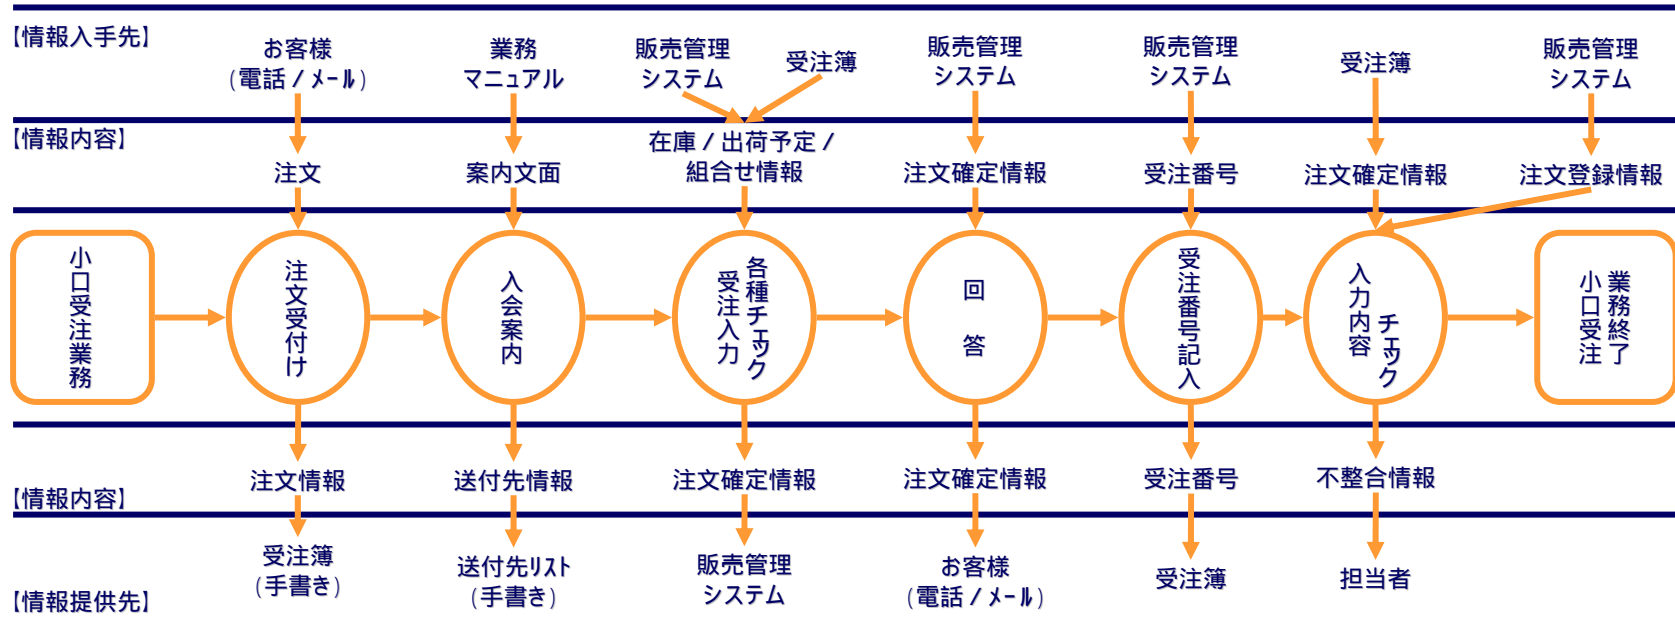 【情報入手先】
お客様
(電話/メール)
業務
マニュアル
販売管理
システム
受注簿
販売管理
システム
販売管理
システム
受注簿
販売管理
システム
【情報内容】
注文
案内文面
在庫/出荷予定/
組合せ情報
注文確定情報
受注番号
注文確定情報
注文登録情報
小口受注業務
注文受付け
入会案内
各種チェック
受注入力
回答
受注番号記入
入力内容
チェック
小口受注
業務終了
【情報内容】
注文情報
送付先情報
注文確定情報
注文確定情報
受注番号
不整合情報
【情報提供先】
受注簿
(手書き)
送付先リスト
(手書き)
販売管理
システム
お客様
(電話/メール)
受注簿
担当者